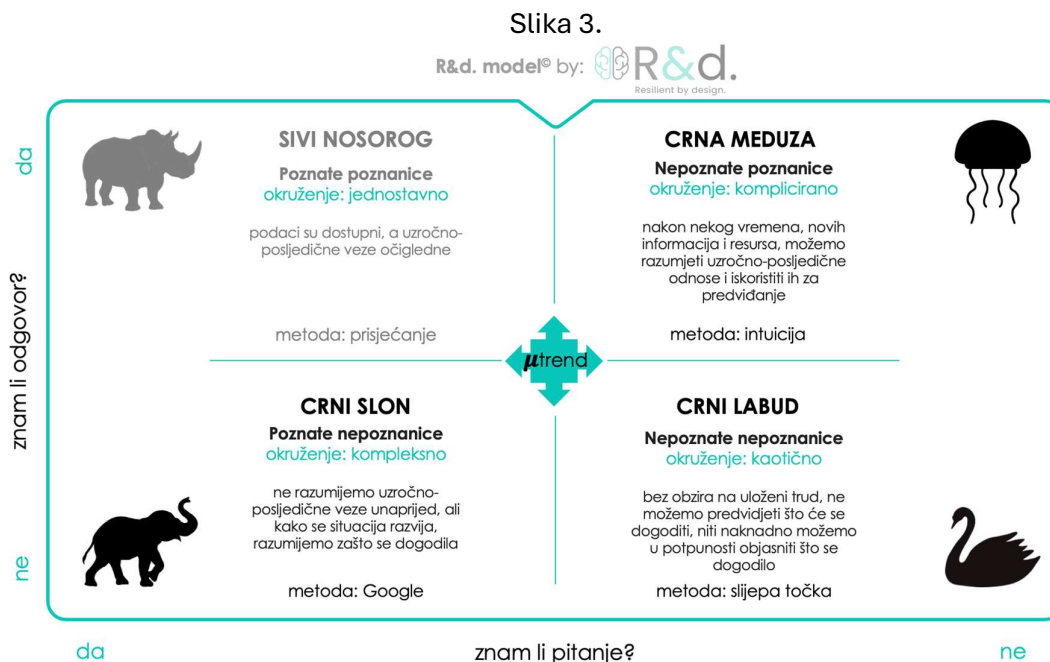 Slika 3.
R&d. model© by: R&d.
Resilient by design.
SIVI NOSOROG
Poznate poznanice
okruženje: jednostavno
podaci su dostupni, a uzročno-
posljedične veze očigledne
metoda: prisjećanje
CRNA MEDUZA
Nepoznate poznanice
okruženje: komplicirano
nakon nekog vremena, novih
informacija i resursa, možemo
razumjeti uzročno-posljedične
odnose i iskoristiti ih za
predviđanje
metoda: intuicija
μtrend
CRNI SLON
Poznate nepoznanice
okruženje: kompleksno
ne razumijemo uzročno-
posljedične veze unaprijed, ali
kako se situacija razvija,
razumijemo zašto se dogodila
metoda: Google
CRNI LABUD
Nepoznate nepoznanice
okruženje: kaotično
bez obzira na uloženi trud, ne
možemo predvidjeti što će se
dogoditi, niti naknadno možemo
u potpunosti objasniti što se
dogodilo
metoda: slijepa točka
da
znam li odgovor?
ne
da
znam li pitanje?
ne